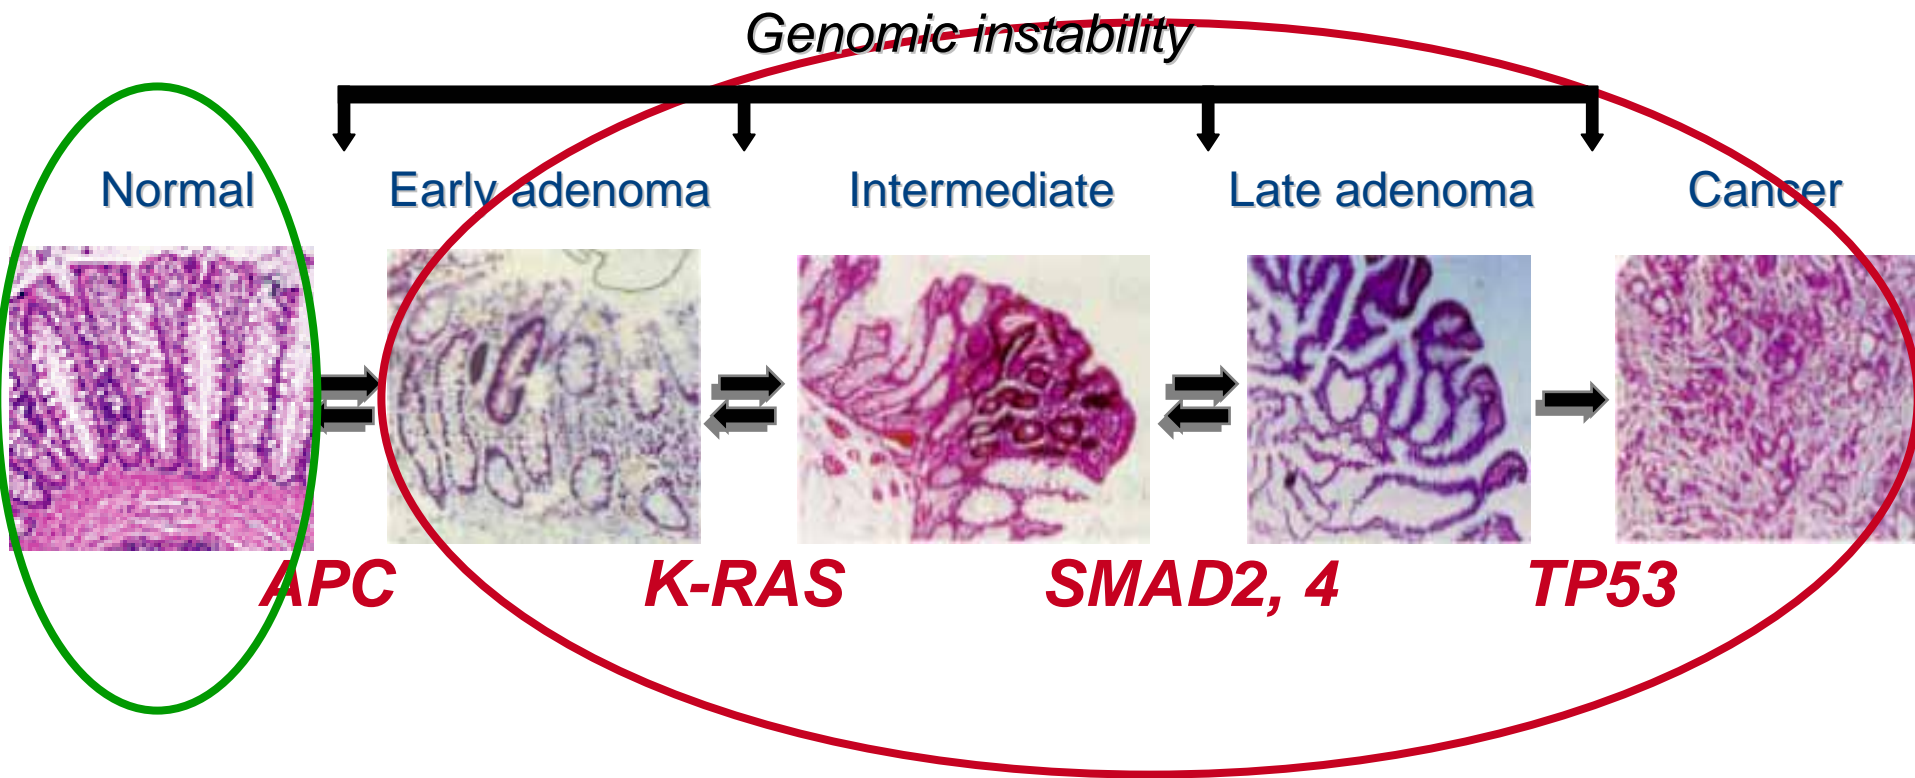 Genomic instability
Normal Early adenoma Intermediate Late adenoma Cancer
APC K-RAS SMAD2, 4 TP53